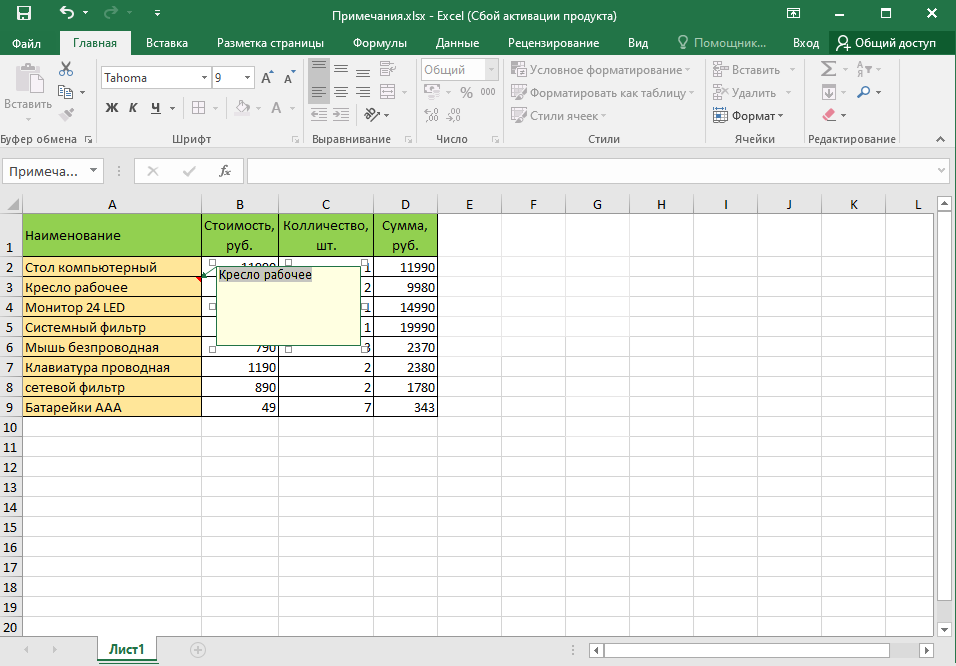 Примечания.xlsx - Excel (Сбой активации продукта)
Файл Главная Вставка Разметка страницы Формулы Данные Рецензирование Вид Помощник... Вход Общий доступ
Вставить
Tahoma 9
Ж К Ч А
Буфер обмена Шрифт
Выравнивание
Общий
% 000
Число
Условное форматирование
Форматировать как таблицу
Стили ячеек
Стили
Вставить
Удалить
Формат
Ячейки
Редактирование
Примеча... fx
A B C D E F G H I J K L
1 Наименование Стоимость, руб. Колличество, шт. Сумма, руб.
2 Стол компьютерный 1 11990
3 Кресло рабочее 2 9980
Кресло рабочее
4 Монитор 24 LED 1 14990
5 Системный фильтр 1 19990
6 Мышь безпроводная 790 3 2370
7 Клавиатура проводная 1190 2 2380
8 сетевой фильтр 890 2 1780
9 Батарейки ААА 49 7 343
10
11
12
13
14
15
16
17
18
19
20
Лист1